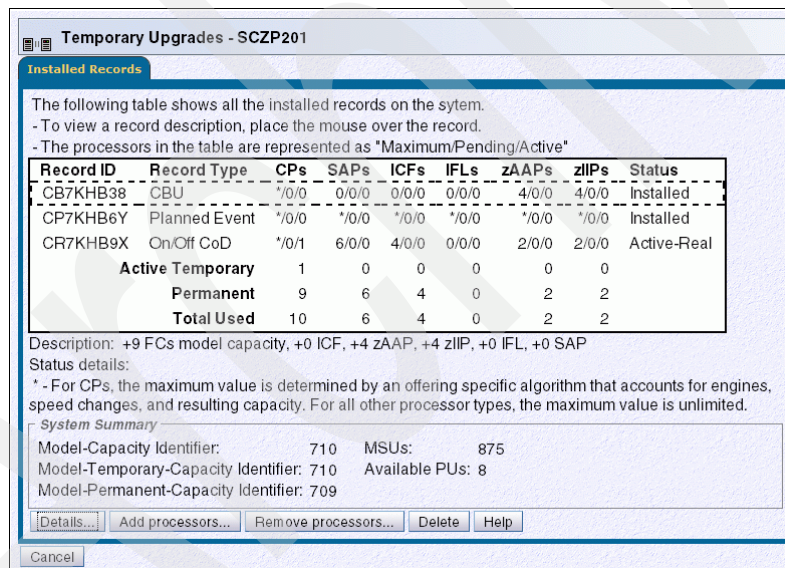 Temporary Upgrades - SCZP201
Installed Records
The following table shows all the installed records on the sytem.
- To view a record description, place the mouse over the record.
- The processors in the table are represented as "Maximum/Pending/Active"
Record ID Record Type CPs SAPs ICFs IFLs zAAPs zIIPs Status
CB7KHB38 CBU */0/0 0/0/0 0/0/0 0/0/0 4/0/0 4/0/0 Installed
CP7KHB6Y Planned Event */0/0 */0/0 */0/0 */0/0 */0/0 */0/0 Installed
CR7KHB9X On/Off CoD */0/1 6/0/0 4/0/0 0/0/0 2/0/0 2/0/0 Active-Real
Active Temporary 1 0 0 0 0 0
Permanent 9 6 4 0 2 2
Total Used 10 6 4 0 2 2
Description: +9 FCs model capacity, +0 ICF, +4 zAAP, +4 zIIP, +0 IFL, +0 SAP
Status details:
* - For CPs, the maximum value is determined by an offering specific algorithm that accounts for engines,
speed changes, and resulting capacity. For all other processor types, the maximum value is unlimited.
System Summary
Model-Capacity Identifier: 710 MSUs: 875
Model-Temporary-Capacity Identifier: 710 Available PUs: 8
Model-Permanent-Capacity Identifier: 709
Details... Add processors... Remove processors... Delete Help
Cancel